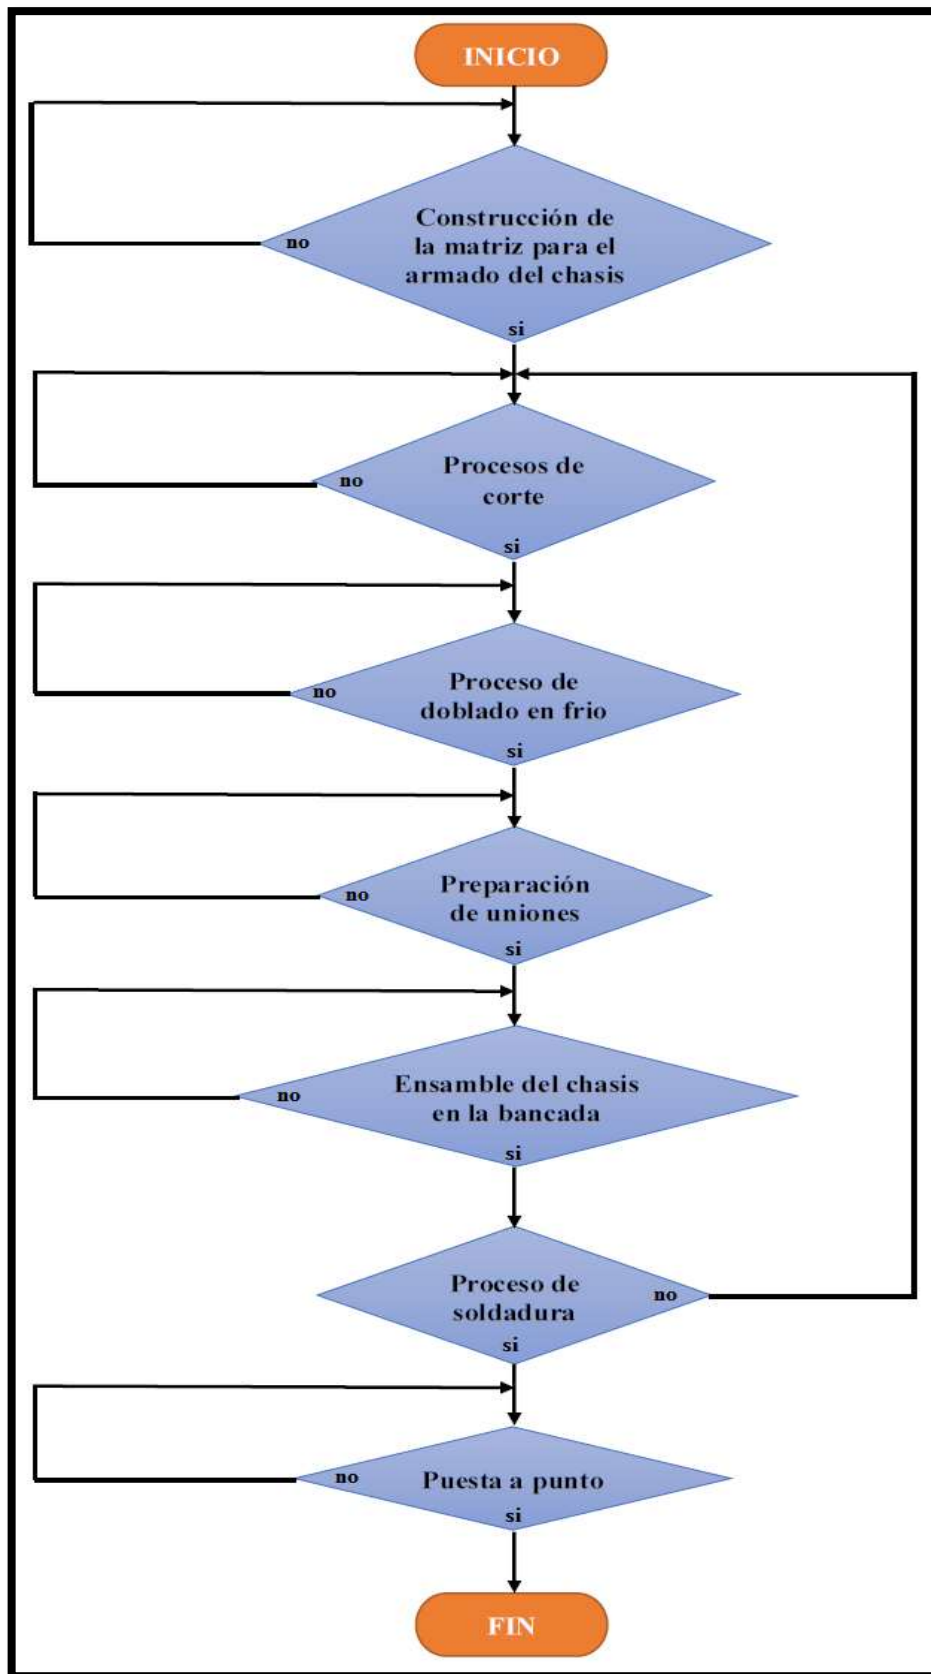 INICIO
Construcción de
la matriz para el
armado del chasis
no
si
Procesos de
corte
no
si
Proceso de
doblado en frio
no
si
Preparación
de uniones
no
si
Ensamble del chasis
en la bancada
no
si
Proceso de
soldadura
no
si
Puesta a punto
no
si
FIN